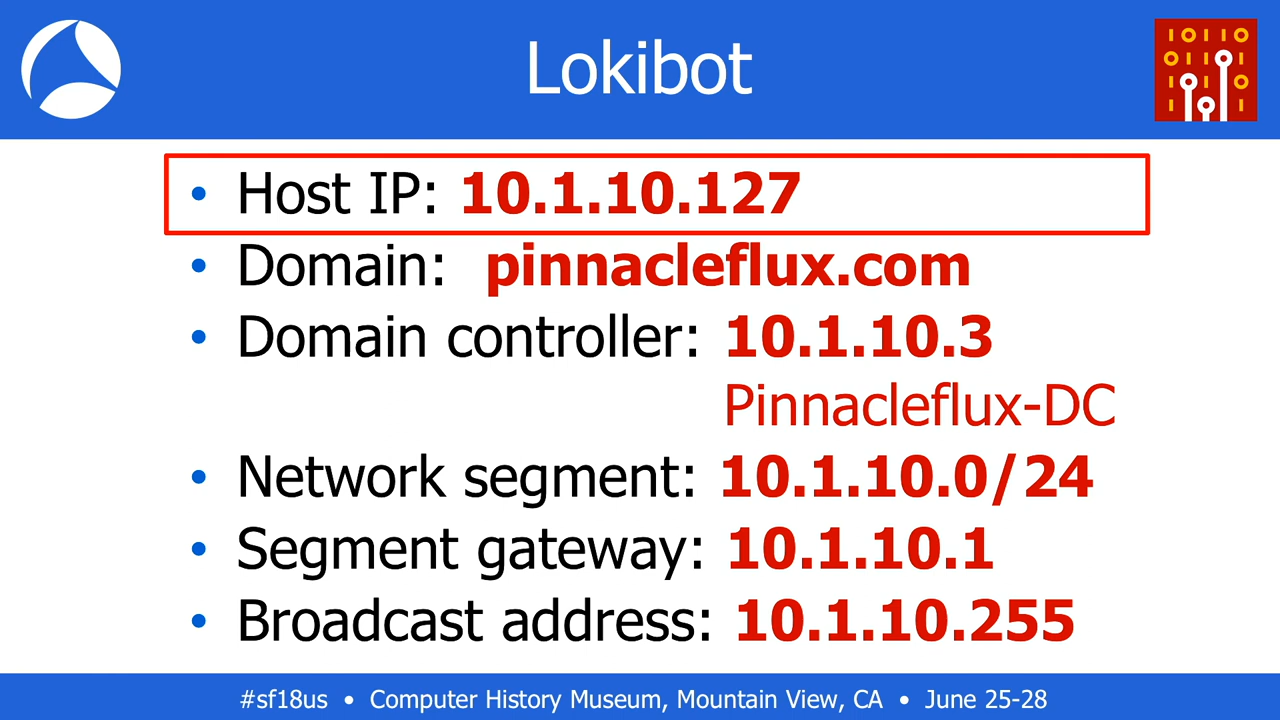 Lokibot
• Host IP: 10.1.10.127
• Domain: pinnacleflux.com
• Domain controller: 10.1.10.3
Pinnacleflux-DC
• Network segment: 10.1.10.0/24
• Segment gateway: 10.1.10.1
• Broadcast address: 10.1.10.255
#sf18us • Computer History Museum, Mountain View, CA • June 25-28